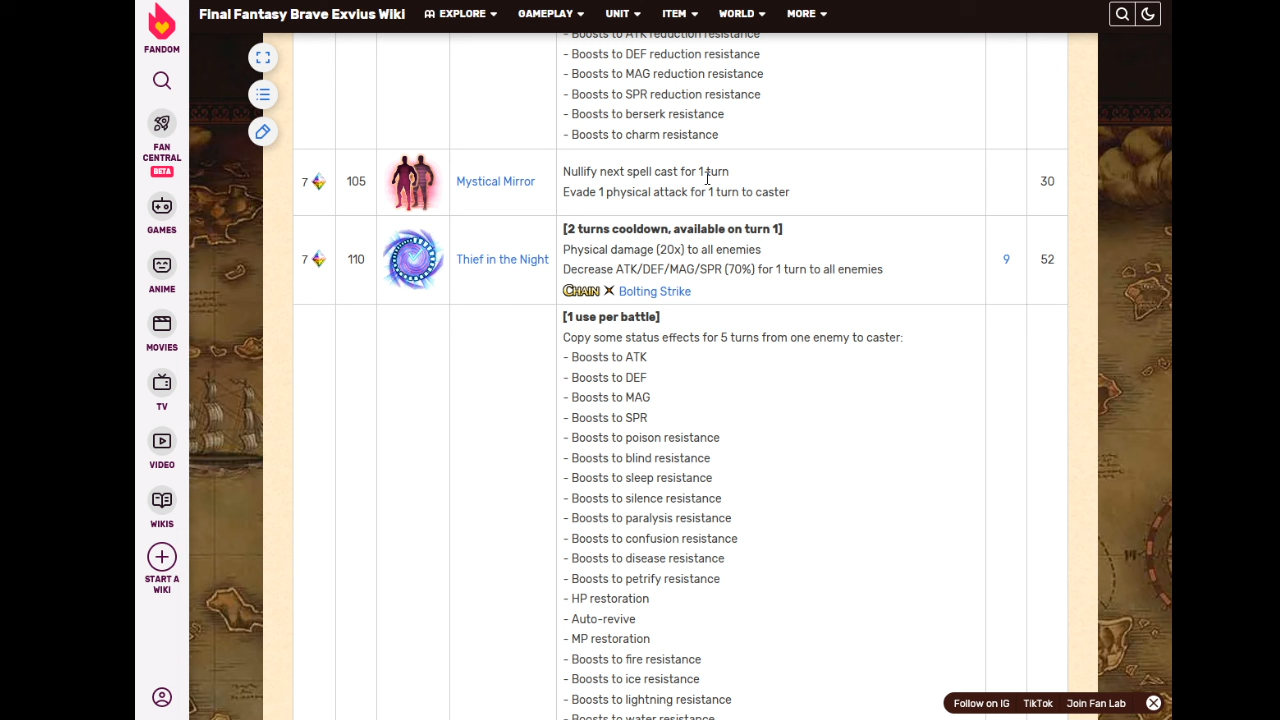 Final Fantasy Brave Exvius Wiki
EXPLORE
GAMEPLAY
UNIT
ITEM
WORLD
MORE
FANDOM
FAN
CENTRAL
BETA
GAMES
ANIME
MOVIES
TV
VIDEO
WIKIS
START A
WIKI
- Boosts to ATK reduction resistance
- Boosts to DEF reduction resistance
- Boosts to MAG reduction resistance
- Boosts to SPR reduction resistance
- Boosts to berserk resistance
- Boosts to charm resistance
7 105 Mystical Mirror
Nullify next spell cast for 1 turn
Evade 1 physical attack for 1 turn to caster
30
7 110 Thief in the Night
[2 turns cooldown, available on turn 1]
Physical damage (20x) to all enemies
Decrease ATK/DEF/MAG/SPR (70%) for 1 turn to all enemies
CHAIN Bolting Strike
9 52
[1 use per battle]
Copy some status effects for 5 turns from one enemy to caster:
- Boosts to ATK
- Boosts to DEF
- Boosts to MAG
- Boosts to SPR
- Boosts to poison resistance
- Boosts to blind resistance
- Boosts to sleep resistance
- Boosts to silence resistance
- Boosts to paralysis resistance
- Boosts to confusion resistance
- Boosts to disease resistance
- Boosts to petrify resistance
- HP restoration
- Auto-revive
- MP restoration
- Boosts to fire resistance
- Boosts to ice resistance
- Boosts to lightning resistance
- Boosts to water resistance
Follow on IG TikTok Join Fan Lab